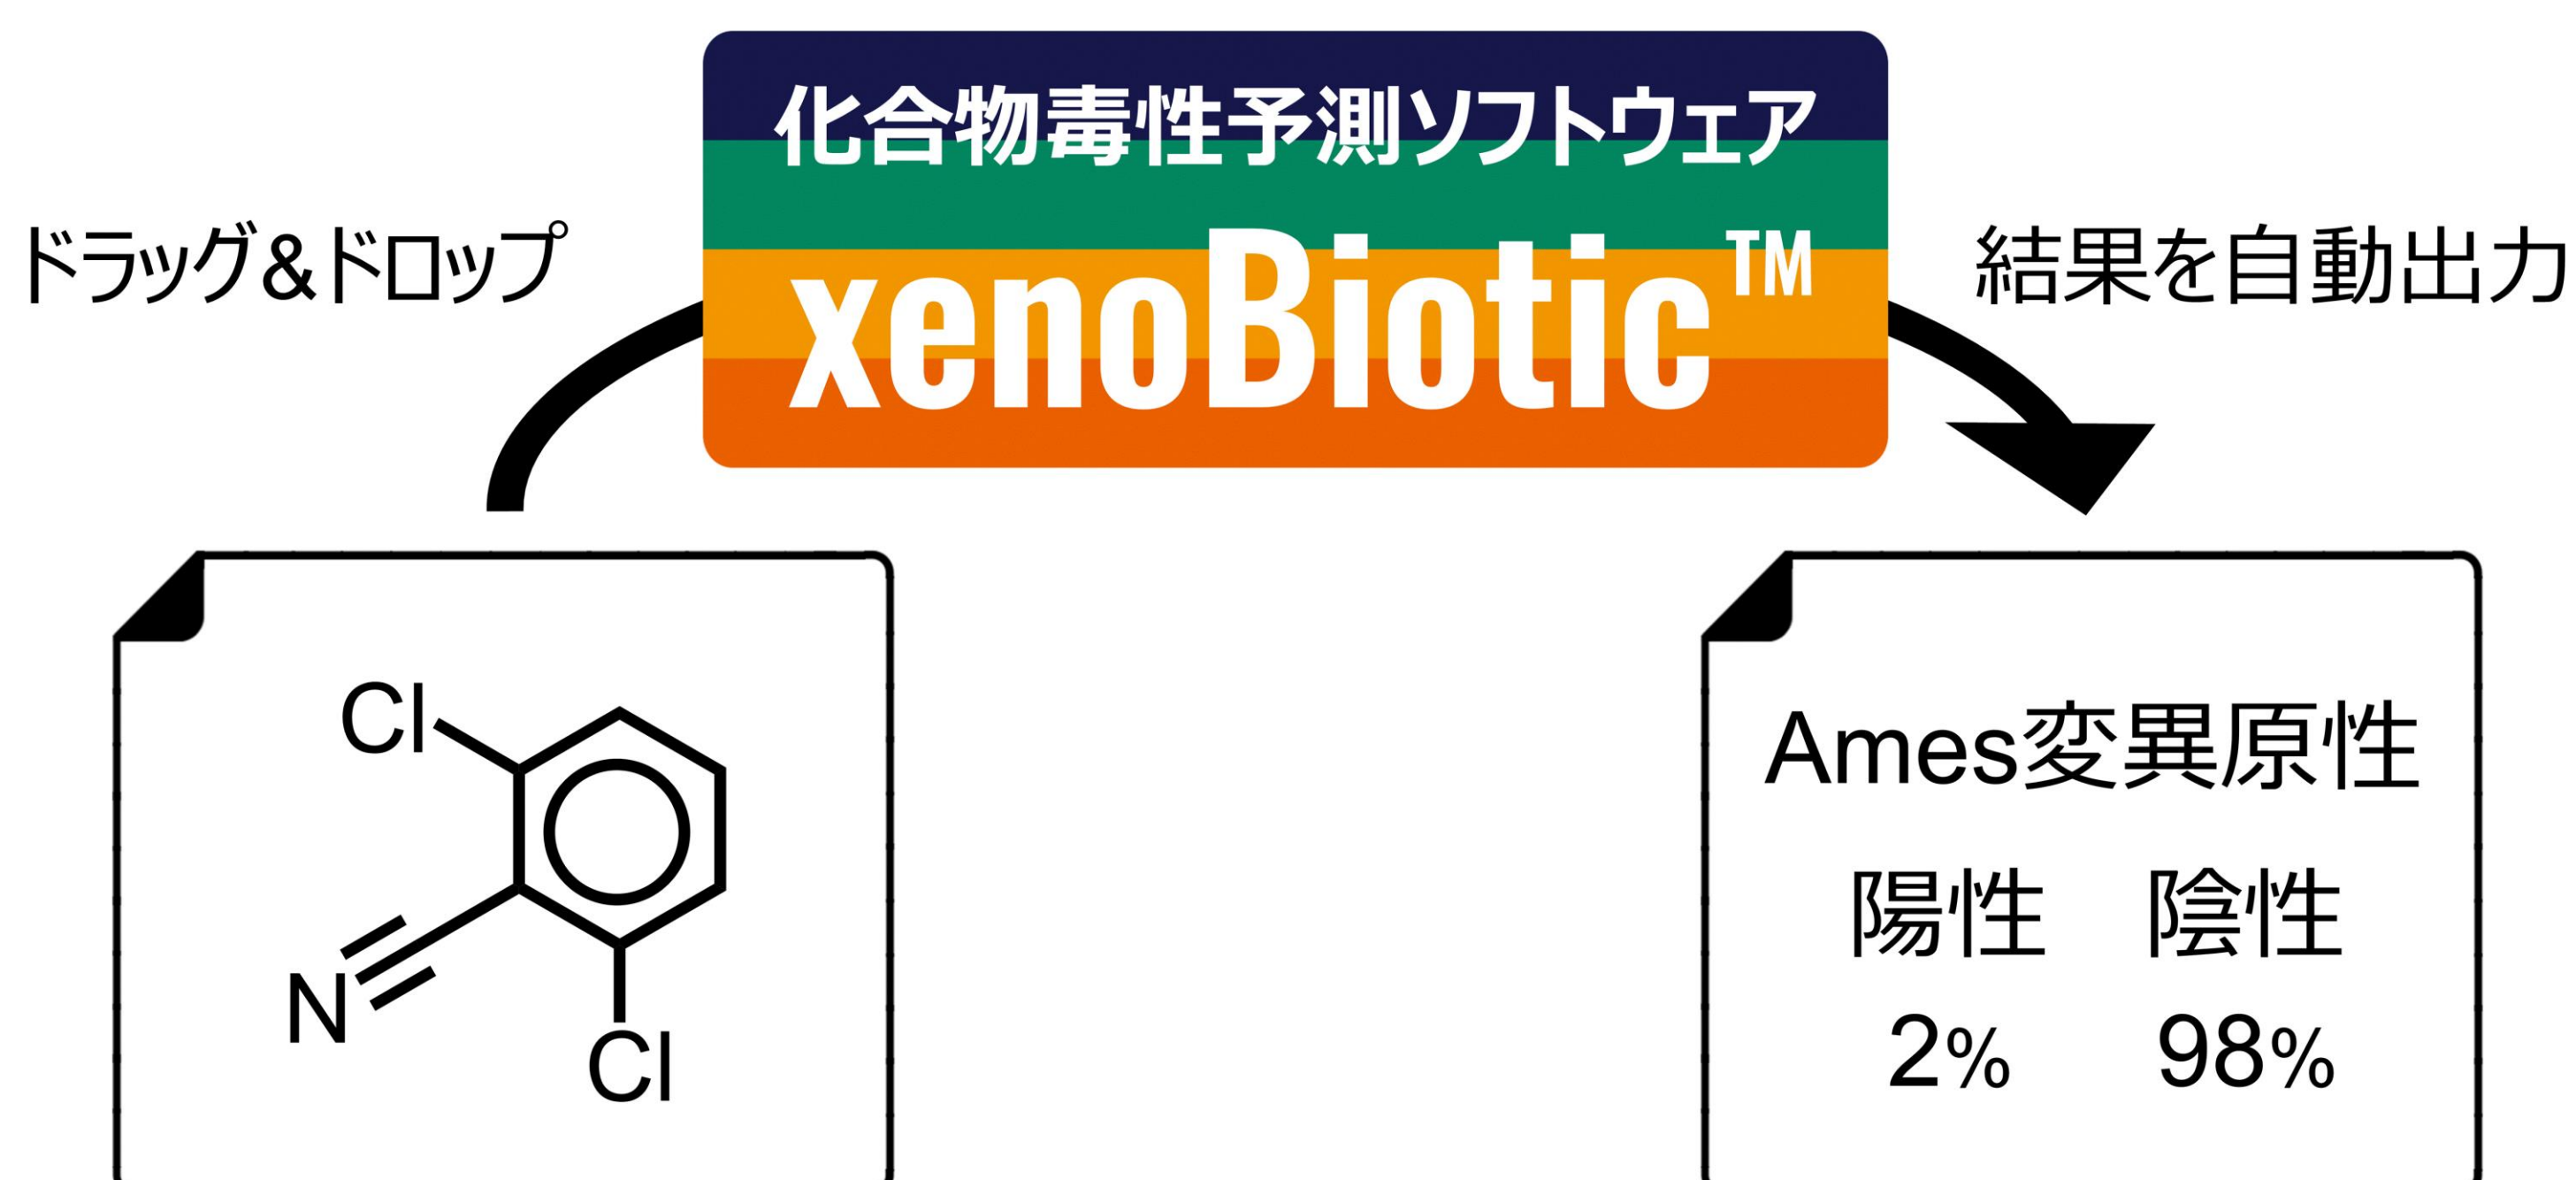 化合物毒性予測ソフトウェア
xenoBiotic™
ドラッグ&ドロップ
結果を自動出力
Cl
N
Cl
Ames変異原性
陽性 陰性
2% 98%